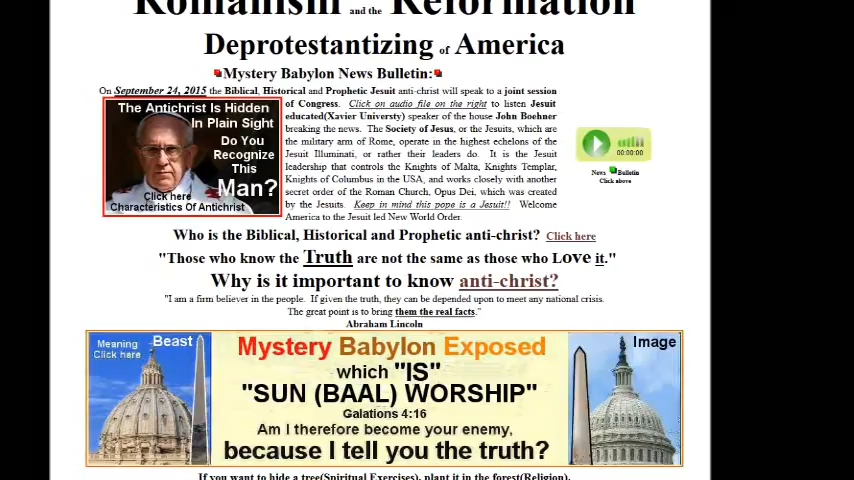 Romanism and the Reformation
Deprotestantizing of America
Mystery Babylon News Bulletin:
On September 24, 2015 the Biblical, Historical and Prophetic Jesuit anti-christ will speak to a joint session
of Congress. Click on audio file on the right to listen Jesuit
educated(Xavier Universty) speaker of the house John Boehner
breaking the news. The Society of Jesus, or the Jesuits, which are
the military arm of Rome, operate in the highest echelons of the
Jesuit Illuminati, or rather their leaders do. It is the Jesuit
leadership that controls the Knights of Malta, Knights Templar,
Knights of Columbus in the USA, and works closely with another
secret order of the Roman Church, Opus Dei, which was created
by the Jesuits. Keep in mind this pope is a Jesuit!! Welcome
America to the Jesuit led New World Order.
The Antichrist Is Hidden
In Plain Sight
Do You
Recognize
This
Man?
Click here
Characteristics Of Antichrist
00:00:00
News Bulletin
Click above
Who is the Biblical, Historical and Prophetic anti-christ? Click here
"Those who know the Truth are not the same as those who Love it."
Why is it important to know anti-christ?
"I am a firm believer in the people. If given the truth, they can be depended upon to meet any national crisis.
The great point is to bring them the real facts."
Abraham Lincoln
Meaning
Click here
Beast
Mystery Babylon Exposed
which "IS"
"SUN (BAAL) WORSHIP"
Galations 4:16
Am I therefore become your enemy,
because I tell you the truth?
Image
If you want to hide a tree(Spiritual Exercises), plant it in the forest(Religion).